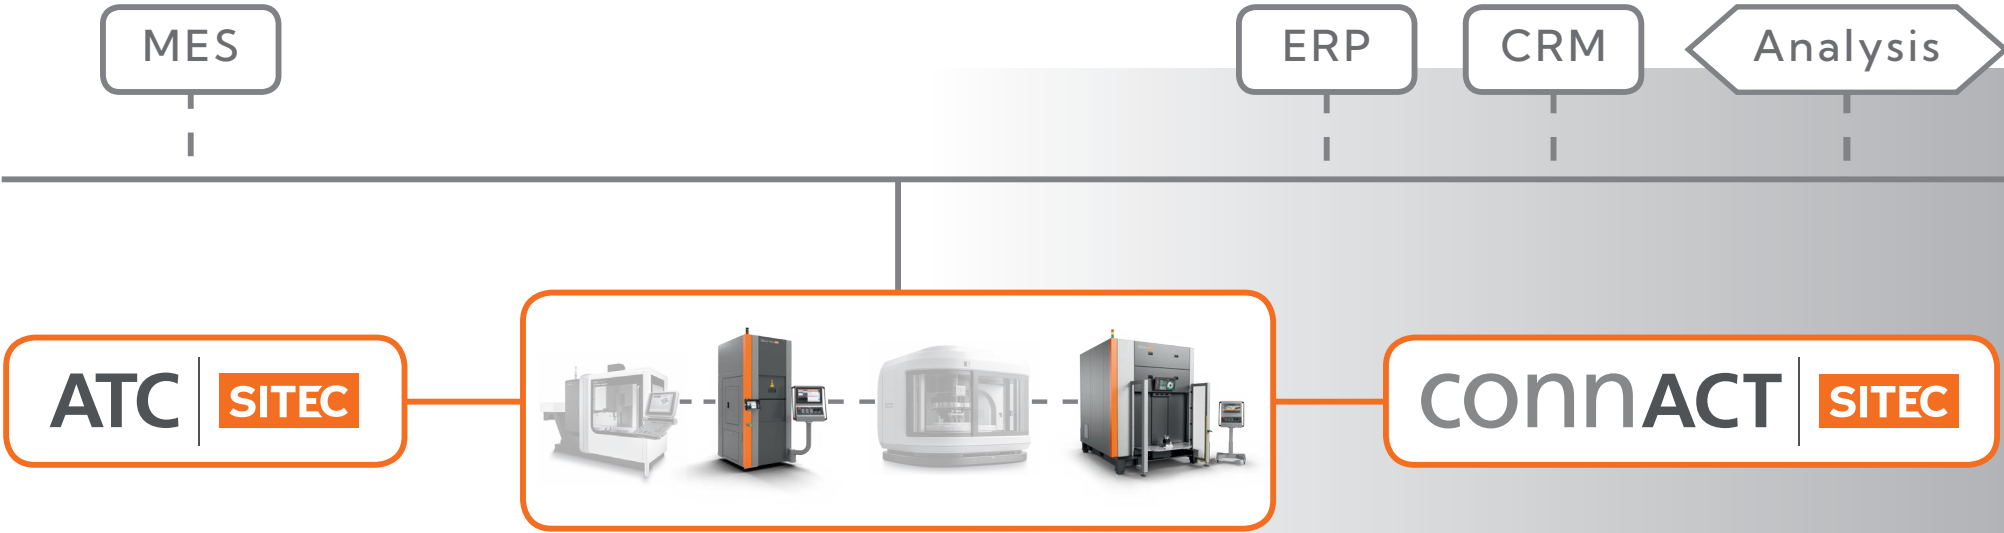 MES
ERP
CRM
Analysis
ATC
SITEC
connACT
SITEC